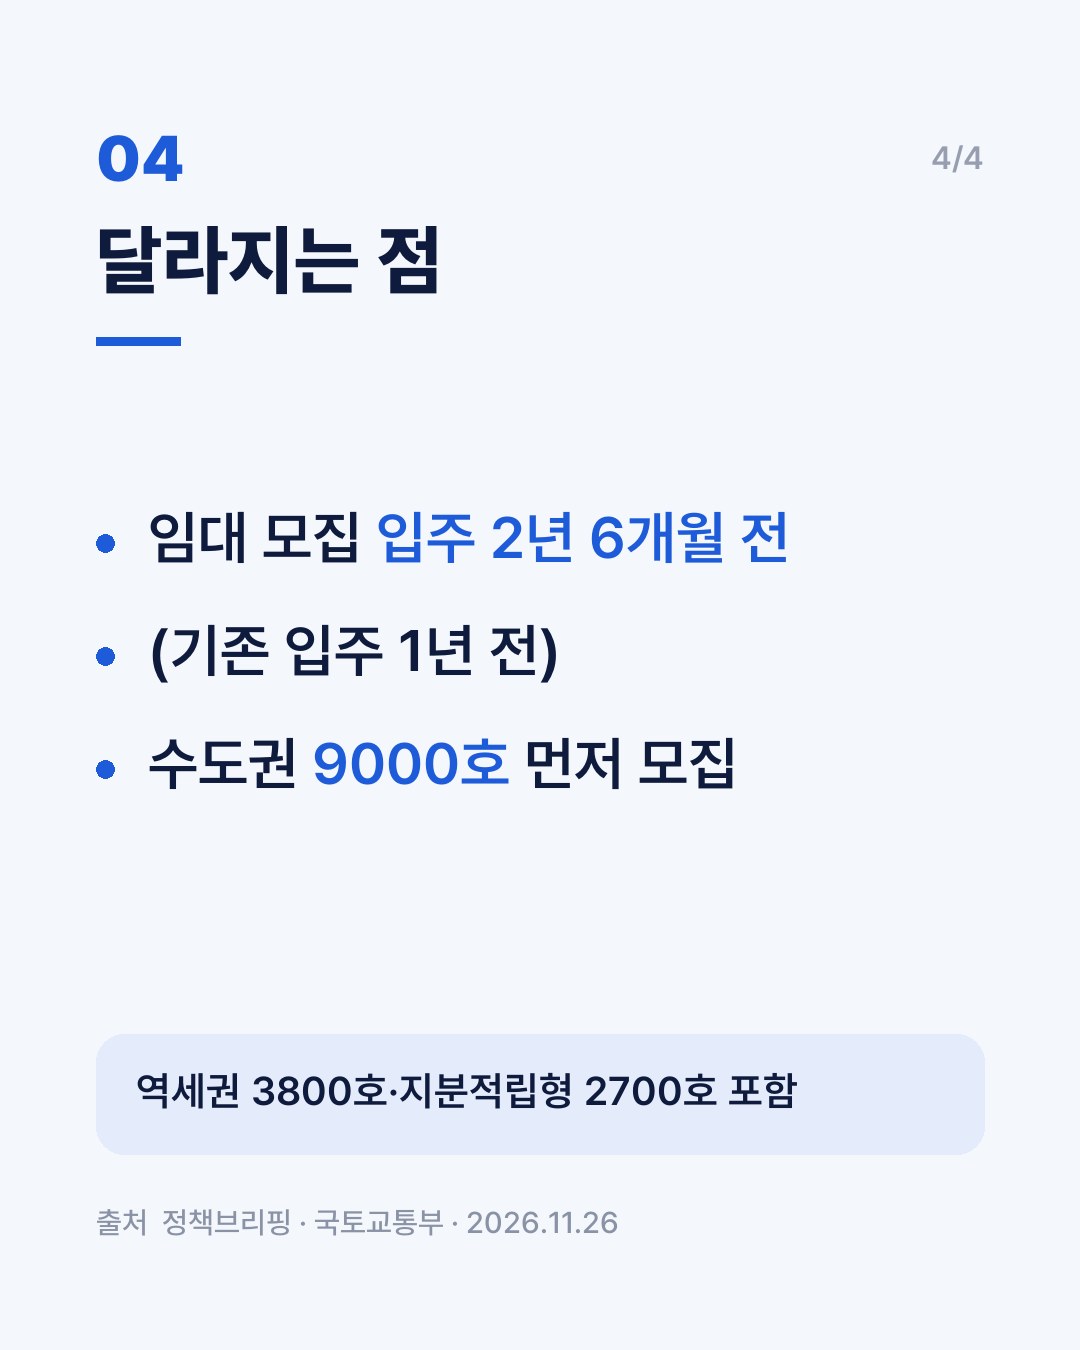 04
4/4
달라지는 점
• 임대 모집 입주 2년 6개월 전
• (기존 입주 1년 전)
• 수도권 9000호 먼저 모집
역세권 3800호·지분적립형 2700호 포함
출처 정책브리핑 · 국토교통부 · 2026.11.26